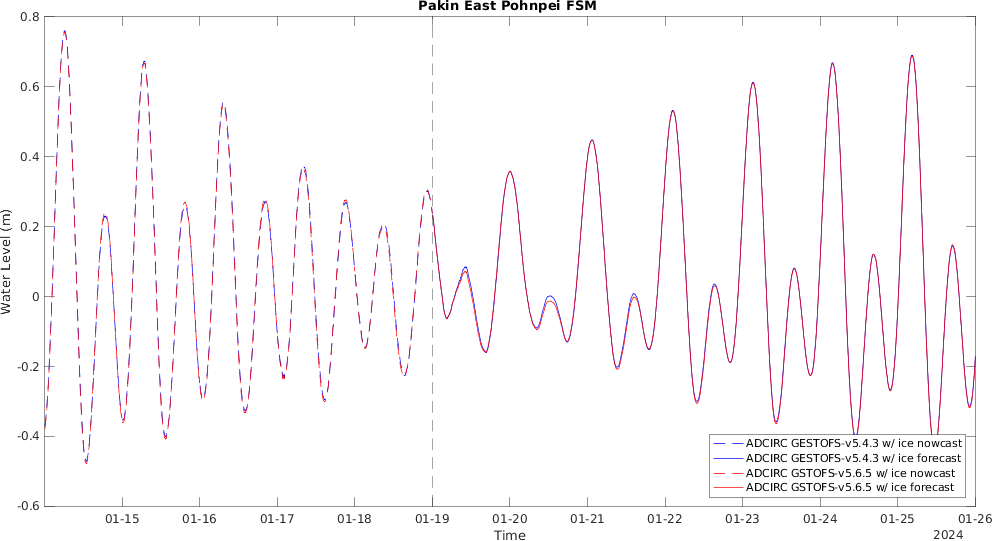 Pakin East Pohnpei FSM
0.8
0.6
0.4
0.2
0
-0.2
-0.4
-0.6
Water Level (m)
ADCIRC GESTOFS-v5.4.3 w/ ice nowcast
ADCIRC GESTOFS-v5.4.3 w/ ice forecast
ADCIRC GSTOFS-v5.6.5 w/ ice nowcast
ADCIRC GSTOFS-v5.6.5 w/ ice forecast
01-15 01-16 01-17 01-18 01-19 01-20 01-21 01-22 01-23 01-24 01-25 01-26
Time
2024